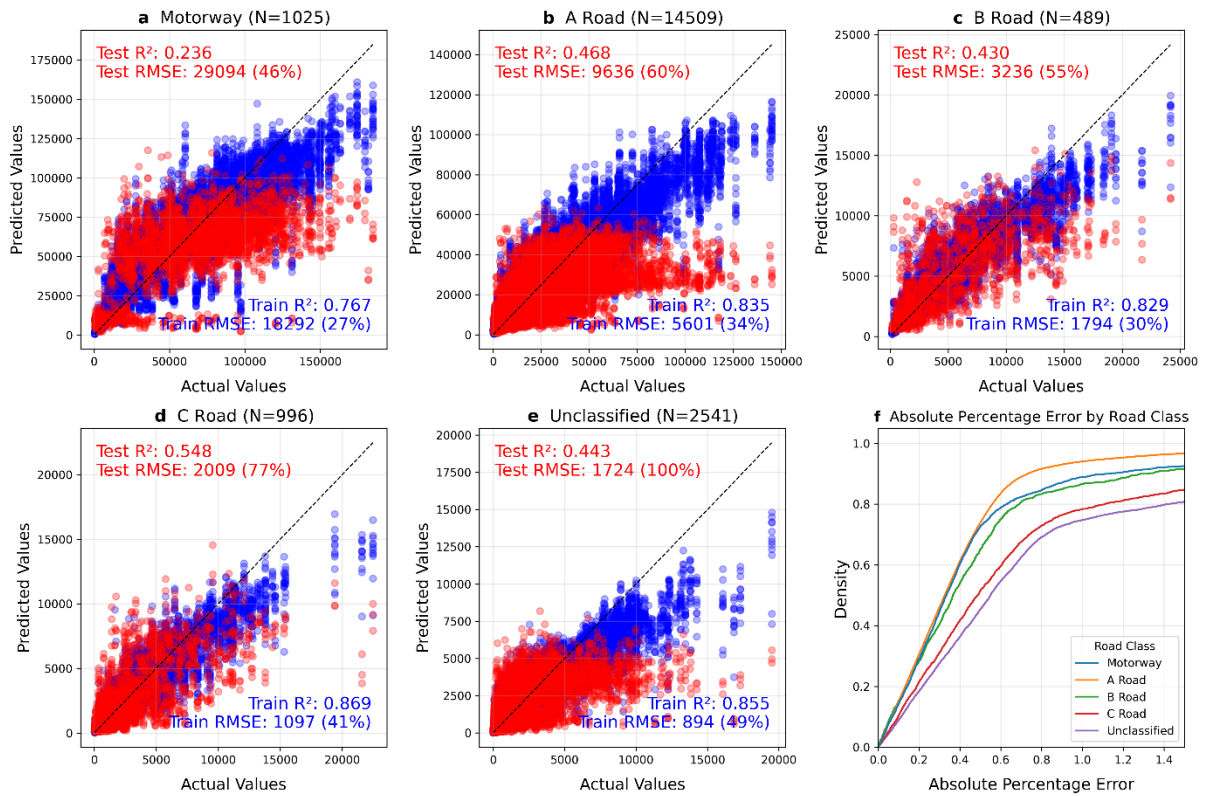 a Motorway (N=1025)
Test R²: 0.236
Test RMSE: 29094 (46%)
Train R²: 0.767
Train RMSE: 18292 (27%)
175000
150000
125000
100000
75000
50000
25000
0
Predicted Values
0 50000 100000 150000
Actual Values
b A Road (N=14509)
Test R²: 0.468
Test RMSE: 9636 (60%)
Train R²: 0.835
Train RMSE: 5601 (34%)
140000
120000
100000
80000
60000
40000
20000
0
Predicted Values
0 25000 50000 75000 100000 125000 150000
Actual Values
c B Road (N=489)
Test R²: 0.430
Test RMSE: 3236 (55%)
Train R²: 0.829
Train RMSE: 1794 (30%)
25000
20000
15000
10000
5000
0
Predicted Values
0 5000 10000 15000 20000 25000
Actual Values
d C Road (N=996)
Test R²: 0.548
Test RMSE: 2009 (77%)
Train R²: 0.869
Train RMSE: 1097 (41%)
20000
15000
10000
5000
0
Predicted Values
0 5000 10000 15000 20000
Actual Values
e Unclassified (N=2541)
Test R²: 0.443
Test RMSE: 1724 (100%)
Train R²: 0.855
Train RMSE: 894 (49%)
20000
17500
15000
12500
10000
7500
5000
2500
0
Predicted Values
0 5000 10000 15000 20000
Actual Values
f Absolute Percentage Error by Road Class
1.0
0.8
0.6
0.4
0.2
0.0
Density
Road Class
Motorway
A Road
B Road
C Road
Unclassified
0.0 0.2 0.4 0.6 0.8 1.0 1.2 1.4
Absolute Percentage Error